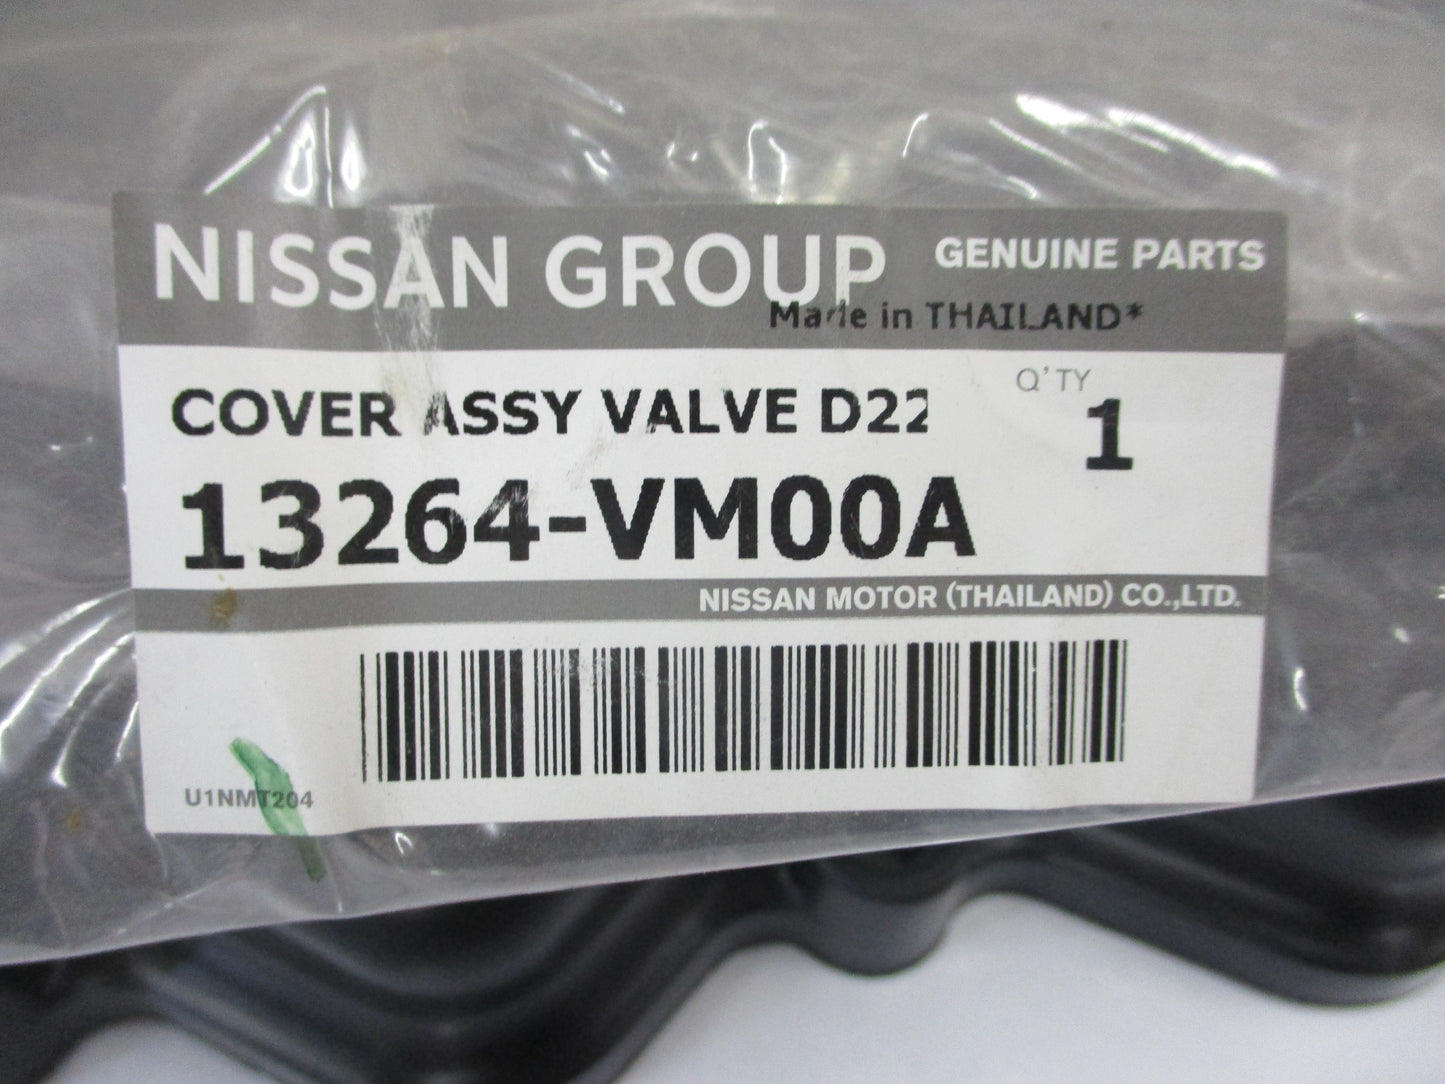 NISSAN GROUP GENUINE PARTS
Made in THAILAND*
COVER ASSY VALVE D22
Q'TY
1
13264-VM00A
NISSAN MOTOR (THAILAND) CO.,LTD.
U1NMT204